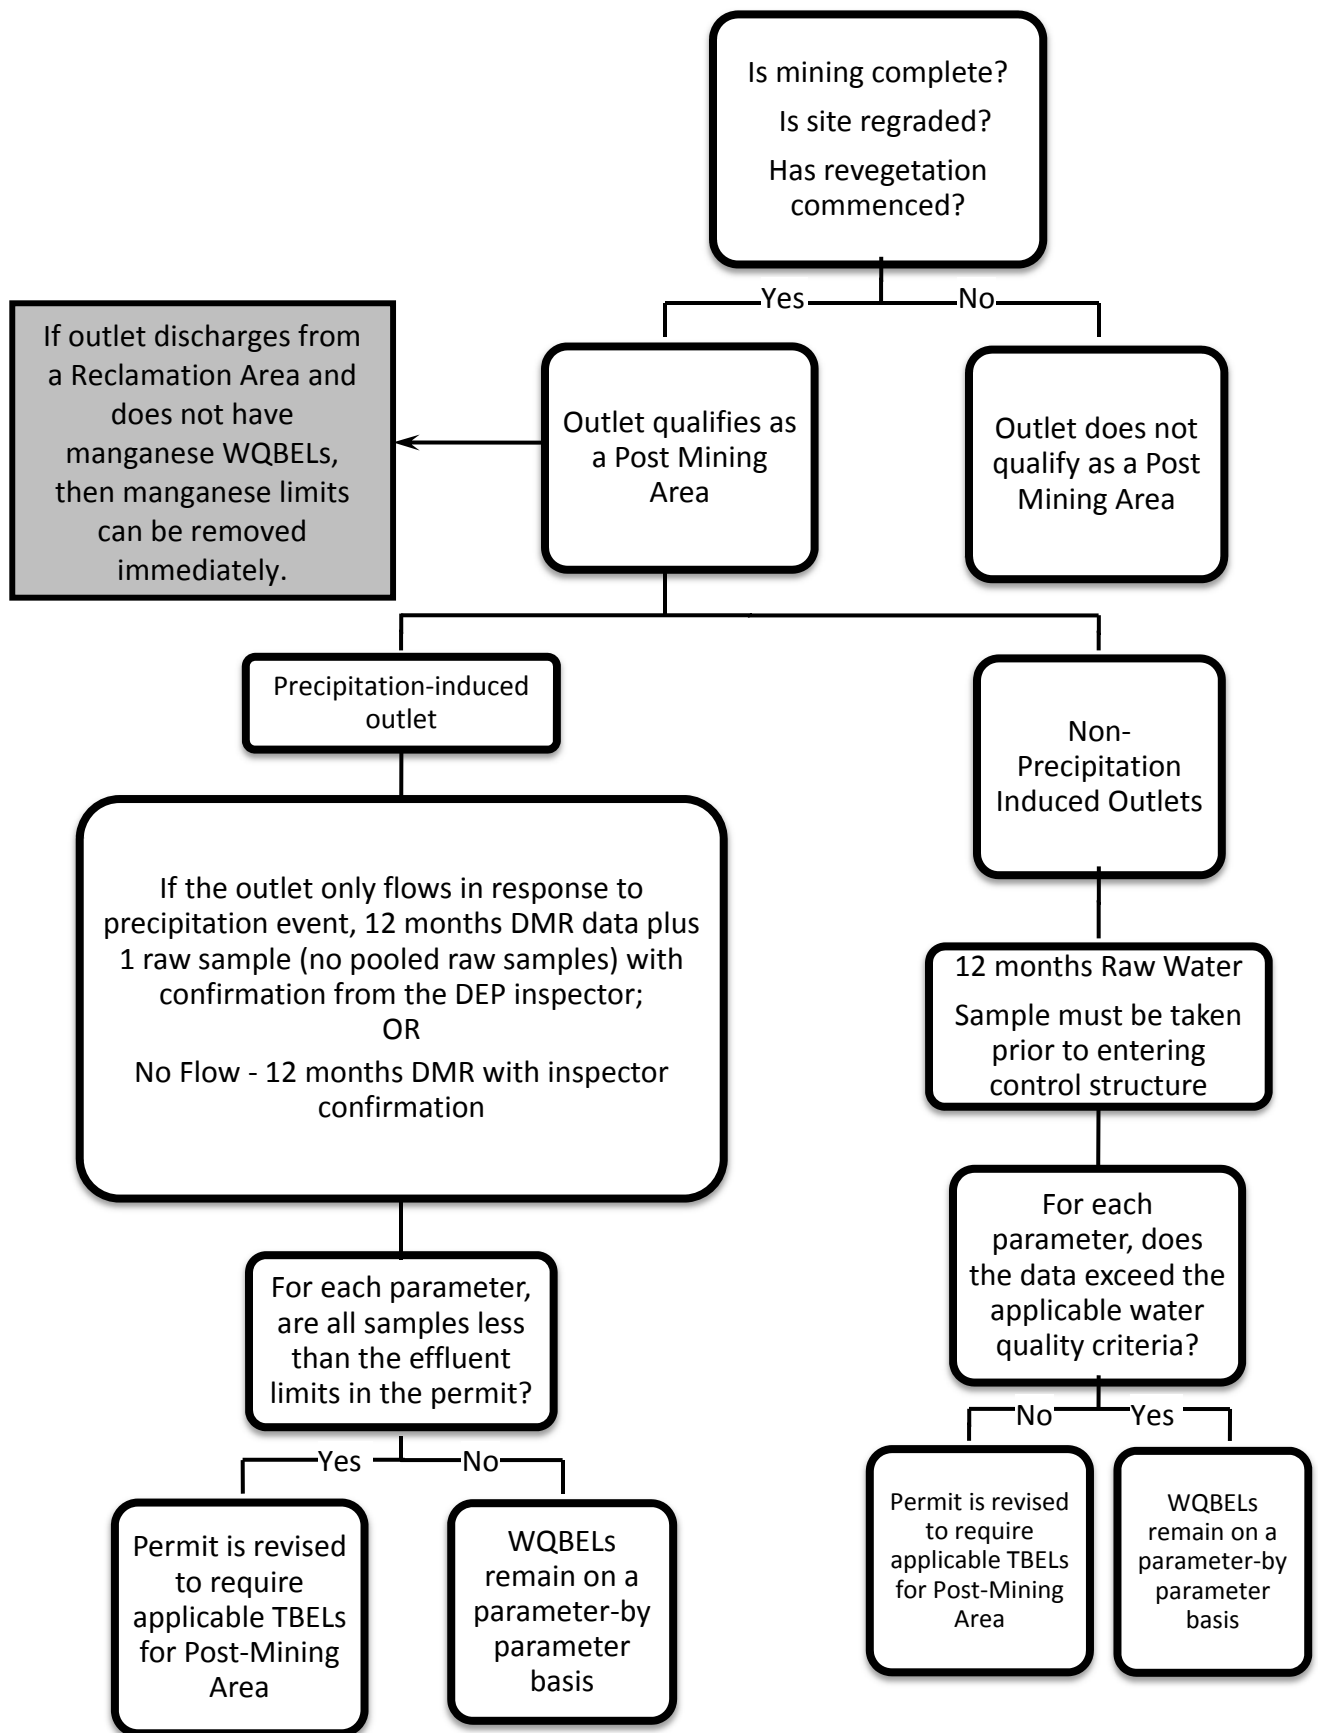 Is mining complete?
Is site regraded?
Has revegetation
commenced?
Yes
No
If outlet discharges from
a Reclamation Area and
does not have
manganese WQBELs,
then manganese limits
can be removed
immediately.
Outlet qualifies as
a Post Mining
Area
Outlet does not
qualify as a Post
Mining Area
Precipitation-induced
outlet
Non-
Precipitation
Induced Outlets
If the outlet only flows in response to
precipitation event, 12 months DMR data plus
1 raw sample (no pooled raw samples) with
confirmation from the DEP inspector;
OR
No Flow - 12 months DMR with inspector
confirmation
12 months Raw Water
Sample must be taken
prior to entering
control structure
For each
parameter, does
the data exceed the
applicable water
quality criteria?
For each parameter,
are all samples less
than the effluent
limits in the permit?
No
Yes
Yes
No
Permit is revised
to require
applicable TBELs
for Post-Mining
Area
WQBELs
remain on a
parameter-by
parameter
basis
Permit is revised
to require
applicable TBELs
for Post-Mining
Area
WQBELs
remain on a
parameter-by
parameter
basis